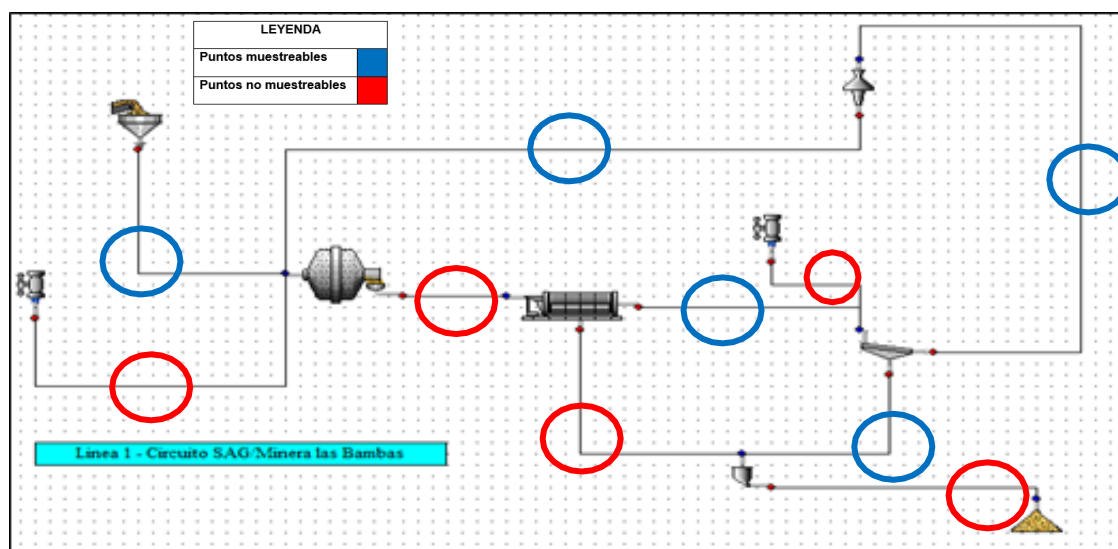 LEYENDA
Puntos muestreables
Puntos no muestreables
Linea 1 - Circuito SAG/Minera las Bambas